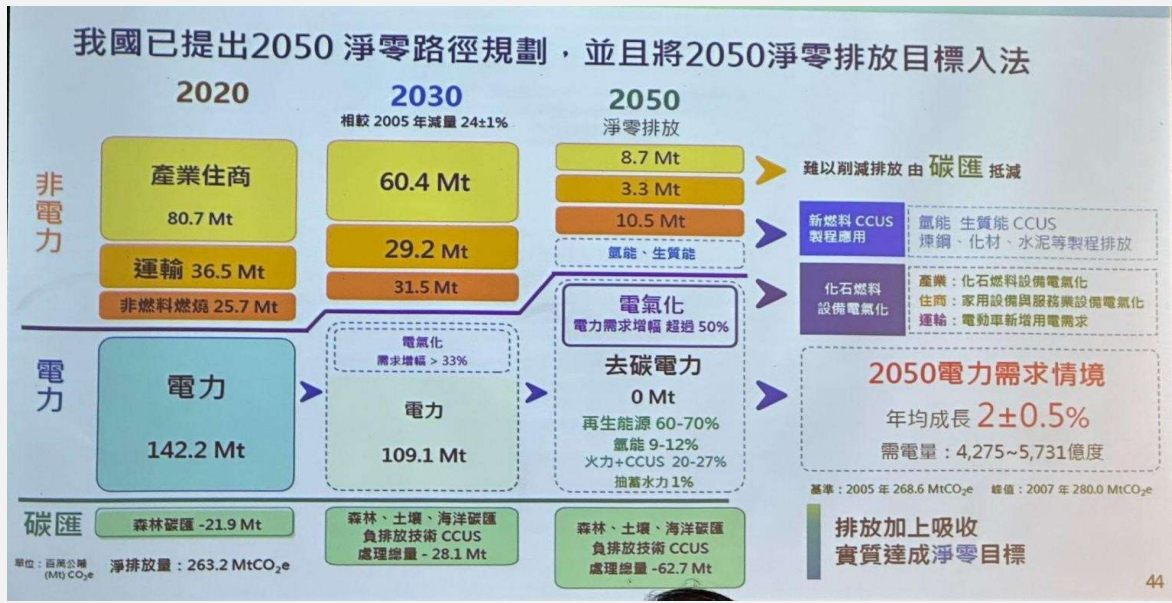 我國已提出2050 淨零路徑規劃，並且將2050淨零排放目標入法
2020
2030
相較 2005 年減量 24±1%
2050
淨零排放
非電力
產業住商
80.7 Mt
運輸 36.5 Mt
非燃料燃燒 25.7 Mt
60.4 Mt
29.2 Mt
31.5 Mt
8.7 Mt
3.3 Mt
10.5 Mt
氫能、生質能
難以削減排放 由 碳匯 抵減
新燃料 CCUS
製程應用
氫能 生質能 CCUS
煉鋼、化材、水泥等製程排放
化石燃料
設備電氣化
產業：化石燃料設備電氣化
住商：家用設備與服務業設備電氣化
運輸：電動車新增用電需求
電力
電力
142.2 Mt
電氣化
需求增幅 > 33%
電力
109.1 Mt
電氣化
電力需求增幅 超過 50%
去碳電力
0 Mt
再生能源 60-70%
氫能 9-12%
火力+CCUS 20-27%
抽蓄水力 1%
2050電力需求情境
年均成長 2±0.5%
需電量：4,275~5,731億度
基準：2005 年 268.6 MtCO₂e 峰值：2007 年 280.0 MtCO₂e
碳匯
森林碳匯 -21.9 Mt
森林、土壤、海洋碳匯
負排放技術 CCUS
處理總量 - 28.1 Mt
森林、土壤、海洋碳匯
負排放技術 CCUS
處理總量 -62.7 Mt
排放加上吸收
實質達成淨零目標
單位：百萬公噸
(Mt) CO₂e
淨排放量：263.2 MtCO₂e
44